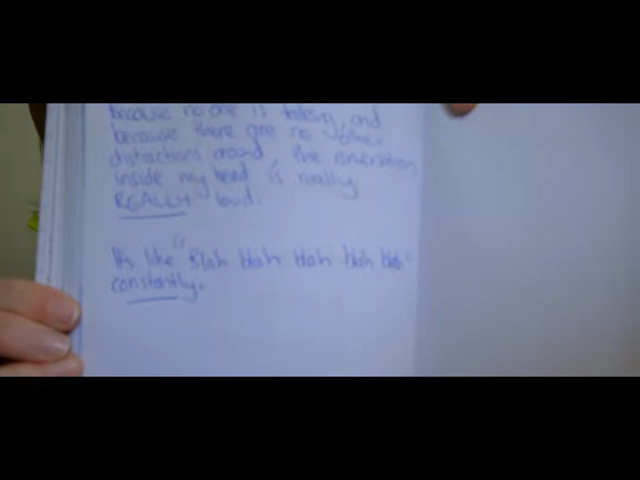 because no one is talking and
because there are no other
distractions around, the conversation
inside my head is really
REALLY loud.
It's like "Blah blah blah blah blah"
constantly.